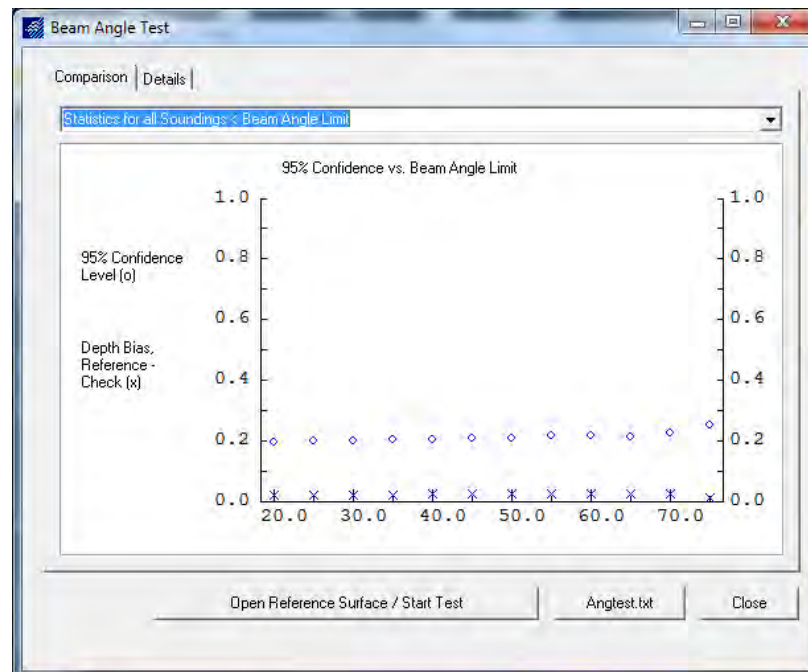 Beam Angle Test
Comparison Details
Statistics for all Soundings < Beam Angle Limit
95% Confidence vs. Beam Angle Limit
1.0 1.0
95% Confidence
Level (o)
0.8 0.8
0.6 0.6
Depth Bias,
Reference -
Check (x)
0.4 0.4
0.2 0.2
0.0 0.0
20.0 30.0 40.0 50.0 60.0 70.0
Open Reference Surface / Start Test Angtest.txt Close